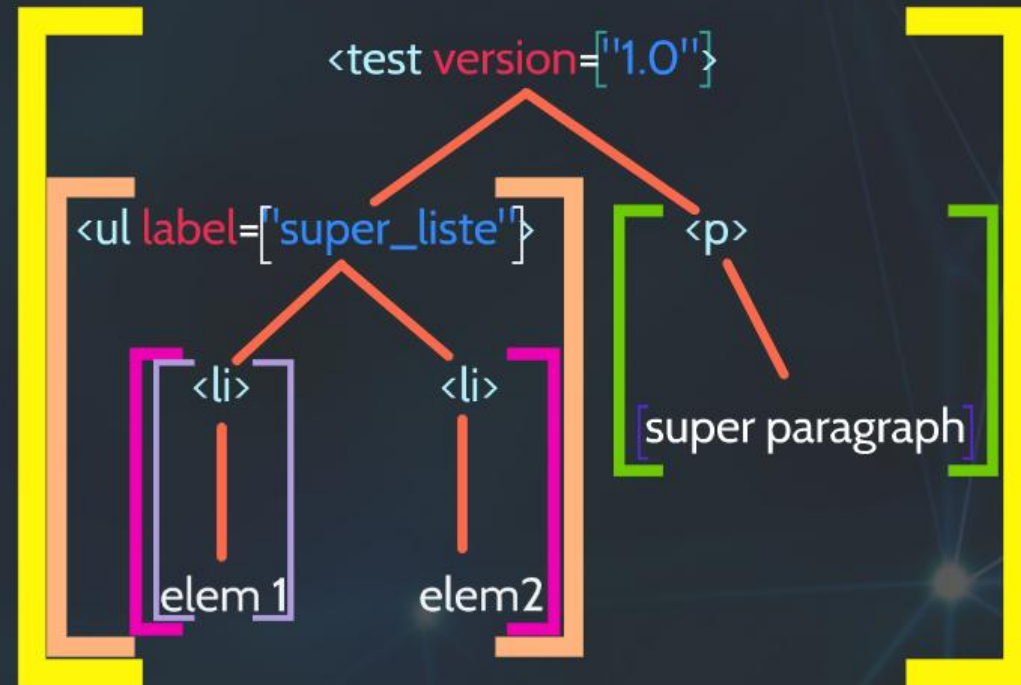 <test version="1.0">
<ul label="super_liste">
<p>
<li>
<li>
super paragraph
elem 1
elem2